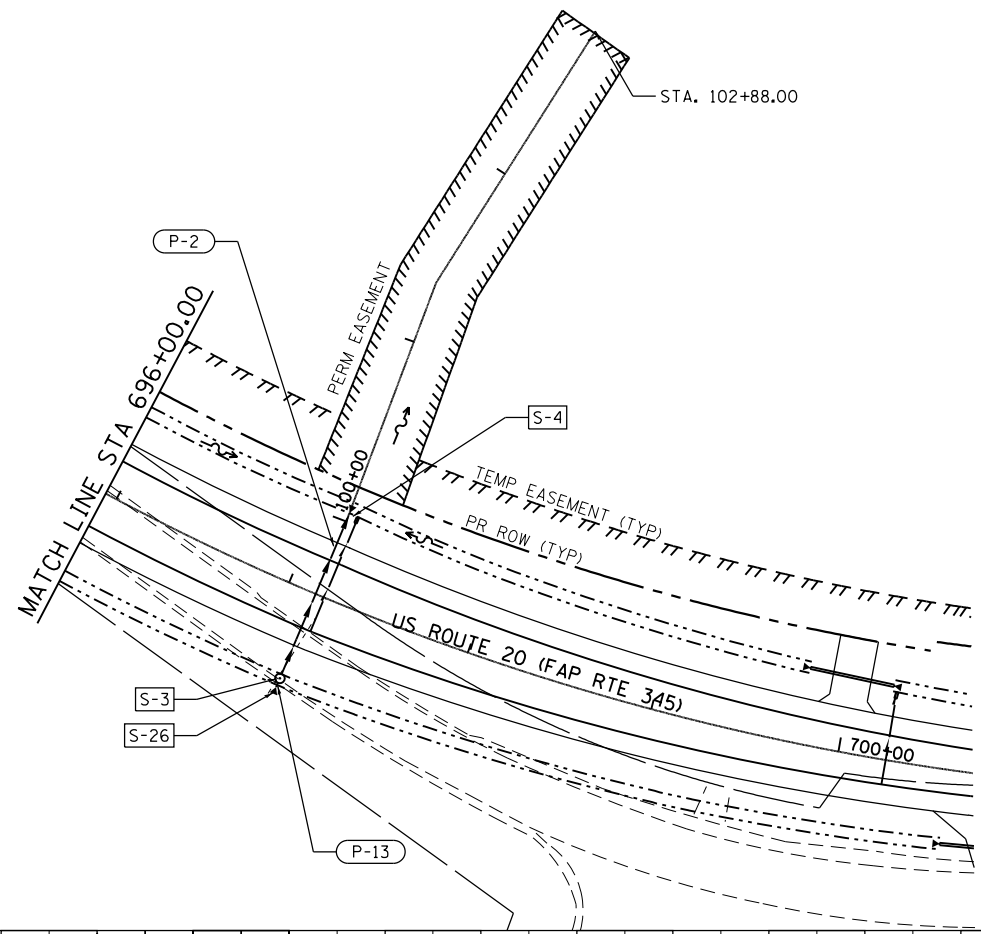 STA. 102+88.00
P-2
PERM EASEMENT
MATCH LINE STA 696+00.00
S-4
100+00
TEMP EASEMENT (TYP)
PR ROW (TYP)
US ROUTE 20 (FAP RTE 345)
S-3
S-26
700+00
P-13